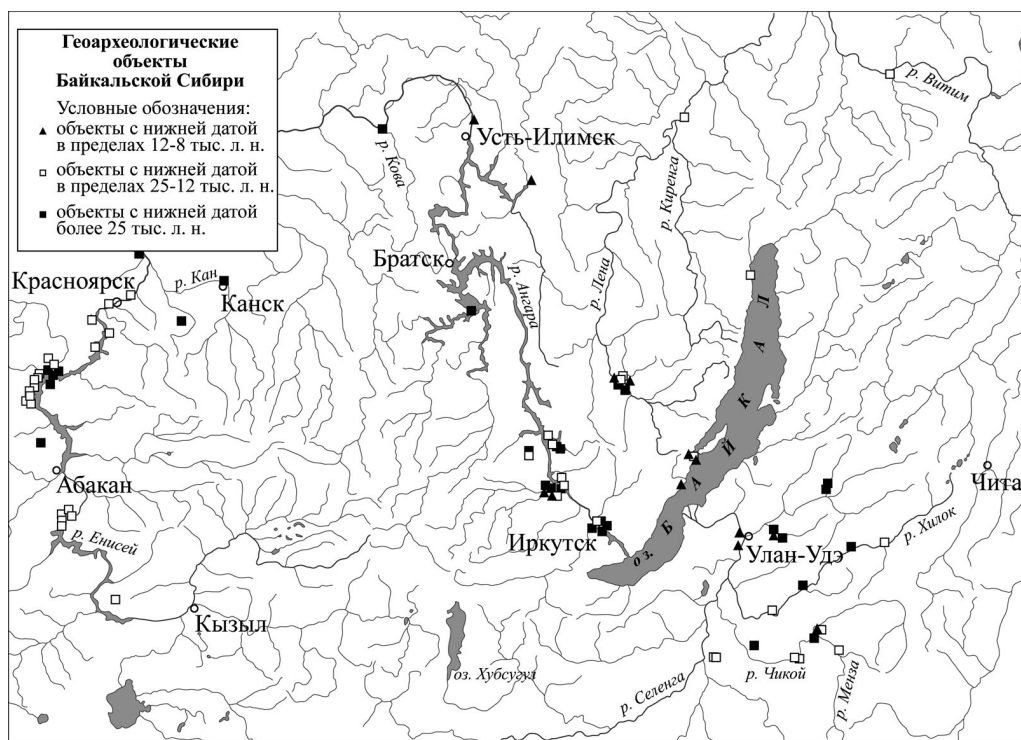 Геоархеологические
объекты
Байкальской Сибири
Условные обозначения:
объекты с нижней датой
в пределах 12-8 тыс. л. н.
объекты с нижней датой
в пределах 25-12 тыс. л. н.
объекты с нижней датой
более 25 тыс. л. н.
р. Витим
Усть-Илимск
р. Кова
р. Киренга
Братск
р. Ангара
р. Лена
Красноярск
р. Кан
Канск
оз. БАЙКАЛ
Абакан
Чита
р. Енисей
Иркутск
р. Хилок
Улан-Удэ
Кызыл
оз. Хубсугул
р. Чикой
р. Селенга
р. Менза